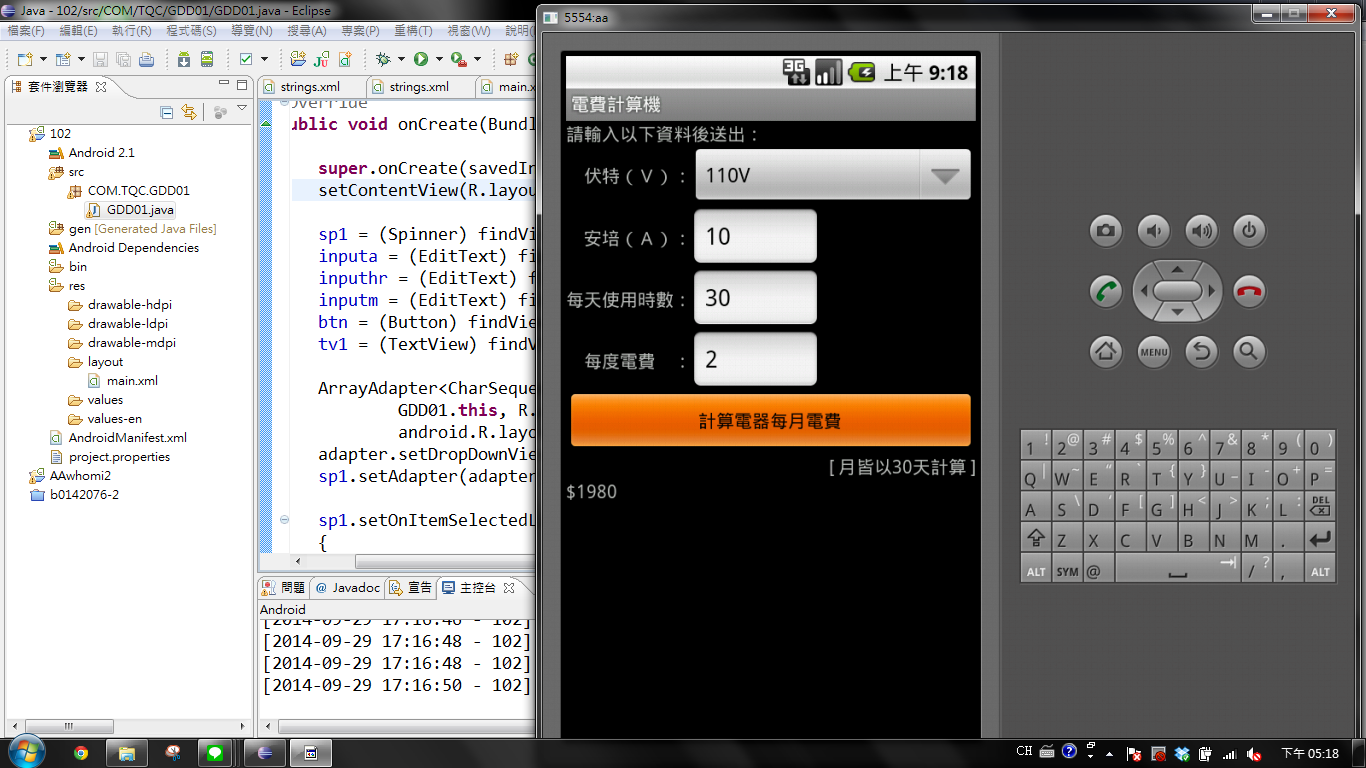 Java - 102/src/COM/TQC/GDD01/GDD01.java - Eclipse
檔案(F) 編輯(E) 執行(R) 程式碼(S) 導覽(N) 搜尋(A) 專案(P) 重構(T) 視窗(W) 說明(
套件瀏覽器
102
Android 2.1
src
COM.TQC.GDD01
GDD01.java
gen [Generated Java Files]
Android Dependencies
bin
res
drawable-hdpi
drawable-ldpi
drawable-mdpi
layout
main.xml
values
values-en
AndroidManifest.xml
project.properties
AAwhomi2
b0142076-2
strings.xml strings.xml main.x
override
ublic void onCreate(Bundl
super.onCreate(savedIn
setContentView(R.layou
sp1 = (Spinner) findVi
inputa = (EditText) fi
inputhr = (EditText) f
inputm = (EditText) fi
btn = (Button) findVie
tv1 = (TextView) findV
ArrayAdapter<CharSeque
GDD01.this, R.
android.R.layo
adapter.setDropDownVie
sp1.setAdapter(adapter
sp1.setOnItemSelectedL
{
問題 @ Javadoc 宣告 主控台
Android
[2014-09-29 17:16:46 - 102]
[2014-09-29 17:16:48 - 102]
[2014-09-29 17:16:48 - 102]
[2014-09-29 17:16:50 - 102]
5554:aa
3G 上午 9:18
電費計算機
請輸入以下資料後送出：
伏特（V）： 110V
安培（A）： 10
每天使用時數： 30
每度電費 ： 2
計算電器每月電費
[ 月皆以30天計算 ]
$1980
MENU
1 ! 2 @ 3 # 4 $ 5 % 6 ^ 7 & 8 * 9 ( 0 )
Q | W ~ E " R ` T { Y } U _ I - O + P =
A S \ D ' F [ G ] H < J > K ; L : DEL
Z X C V B N M .
ALT SYM @ / ? , ALT
CH 下午 05:18